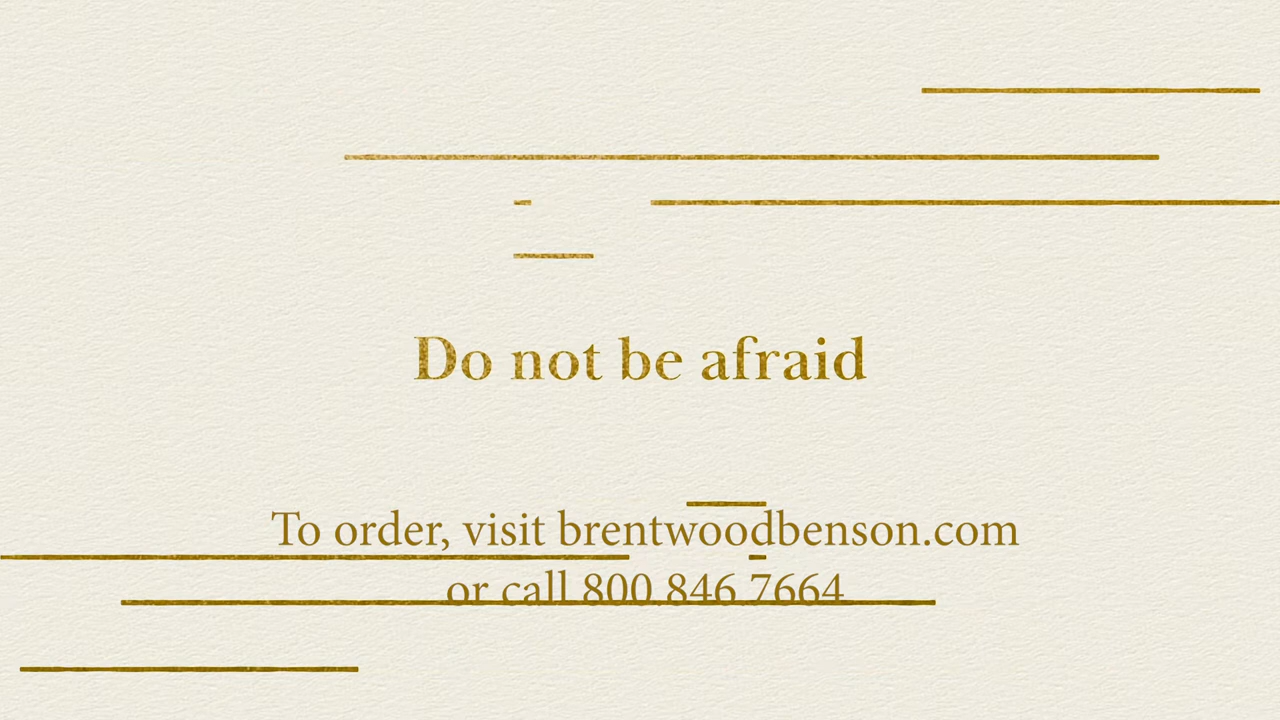 Do not be afraid
To order, visit brentwoodbenson.com
or call 800.846.7664